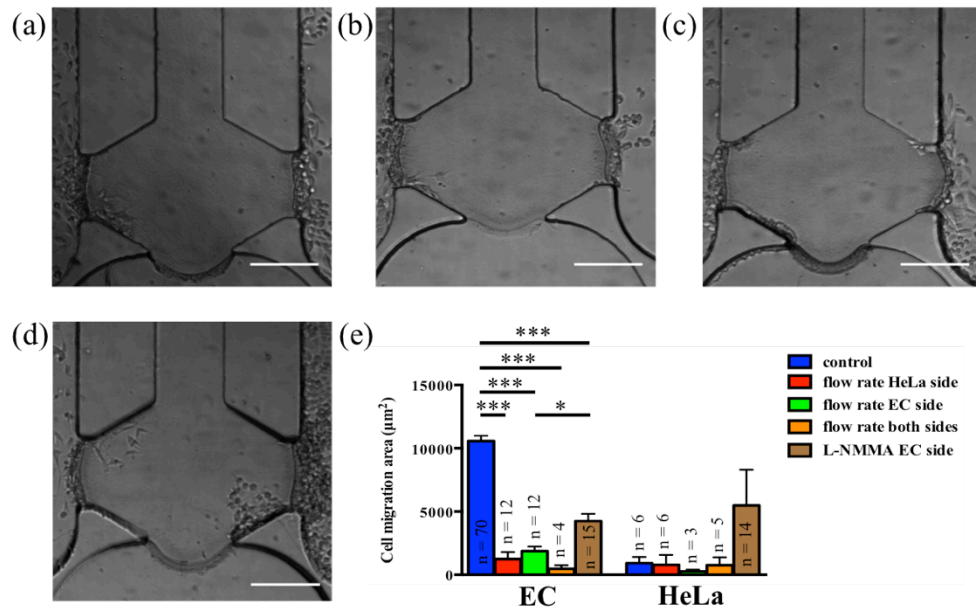 (a)
(b)
(c)
(d)
(e)
***
***
***
***
*
Cell migration area (µm²)
15000
10000
5000
0
n = 70
n = 12
n = 12
n = 4
n = 15
n = 6
n = 6
n = 3
n = 5
n = 14
EC
HeLa
control
flow rate HeLa side
flow rate EC side
flow rate both sides
L-NMMA EC side